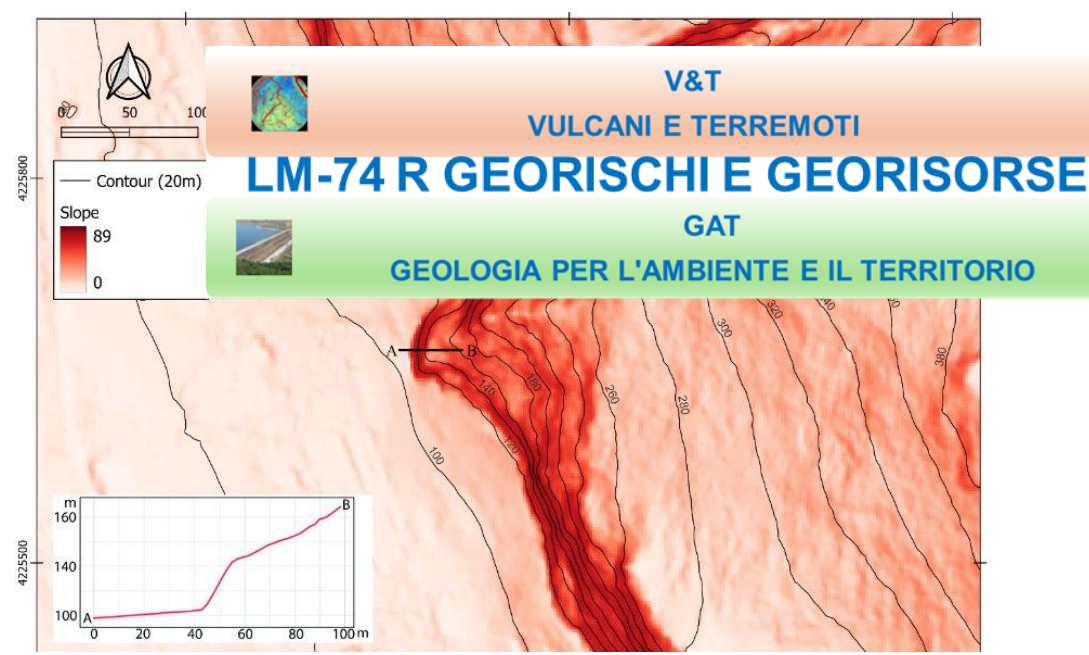 V&T
VULCANI E TERREMOTI
LM-74 R GEORISCHI E GEORISORSE
GAT
GEOLOGIA PER L'AMBIENTE E IL TERRITORIO
50
100
4225800
Contour (20m)
Slope
89
0
300
320
380
A
B
140
180
260
280
100
120
4225500
m
160
140
100
A
B
0
20
40
60
80
100 m